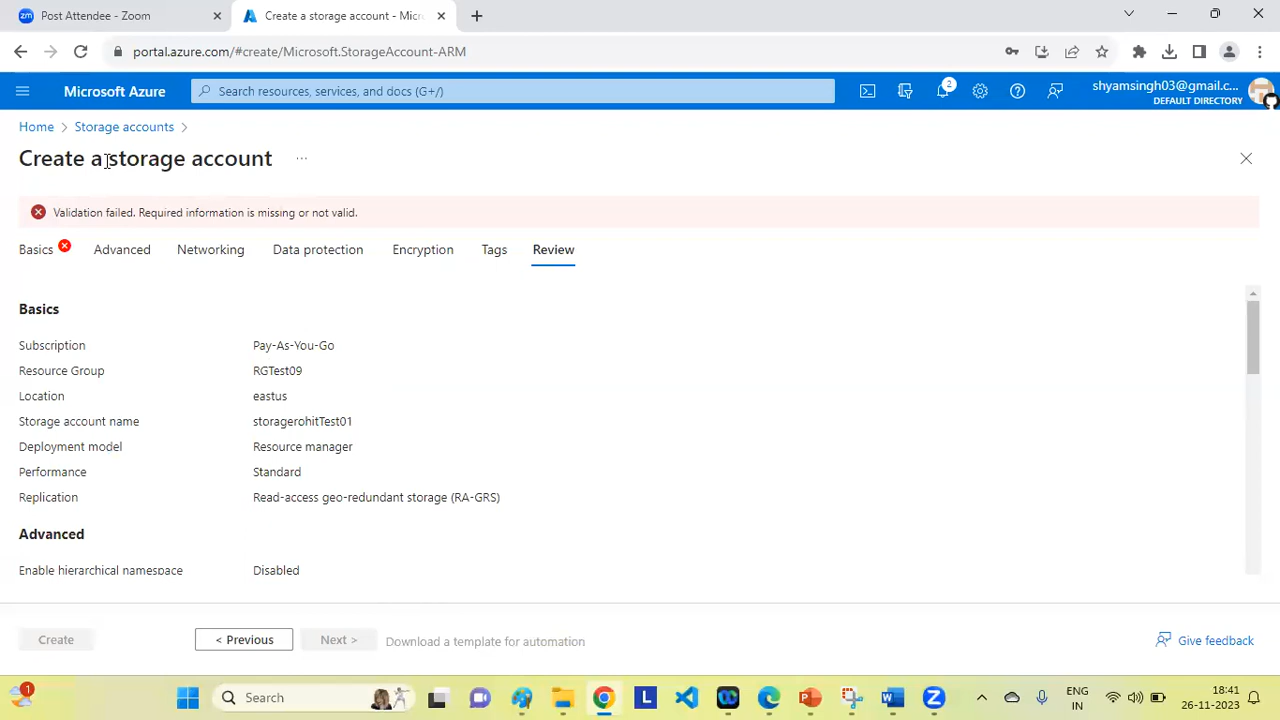 Post Attendee - Zoom
Create a storage account - Micr
portal.azure.com/#create/Microsoft.StorageAccount-ARM
Microsoft Azure
Search resources, services, and docs (G+/)
2
shyamsingh03@gmail.c...
DEFAULT DIRECTORY
Home > Storage accounts >
Create a storage account ...
Validation failed. Required information is missing or not valid.
Basics Advanced Networking Data protection Encryption Tags Review
Basics
Subscription Pay-As-You-Go
Resource Group RGTest09
Location eastus
Storage account name storagerohitTest01
Deployment model Resource manager
Performance Standard
Replication Read-access geo-redundant storage (RA-GRS)
Advanced
Enable hierarchical namespace Disabled
Create < Previous Next > Download a template for automation Give feedback
1
Search
ENG
IN
18:41
26-11-2023